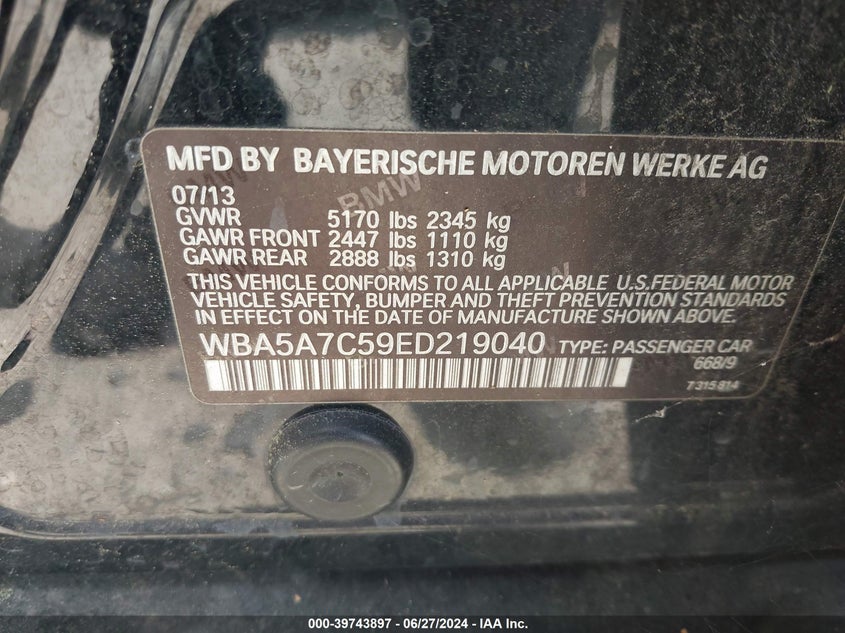 MFD BY BAYERISCHE MOTOREN WERKE AG
07/13
GVWR 5170 lbs 2345 kg
GAWR FRONT 2447 lbs 1110 kg
GAWR REAR 2888 lbs 1310 kg
THIS VEHICLE CONFORMS TO ALL APPLICABLE U.S.FEDERAL MOTOR
VEHICLE SAFETY, BUMPER AND THEFT PREVENTION STANDARDS
IN EFFECT ON THE DATE OF MANUFACTURE SHOWN ABOVE.
WBA5A7C59ED219040 TYPE: PASSENGER CAR
668/9
7 315 814
000-39743897 / 06/27/2024 - IAA Inc.